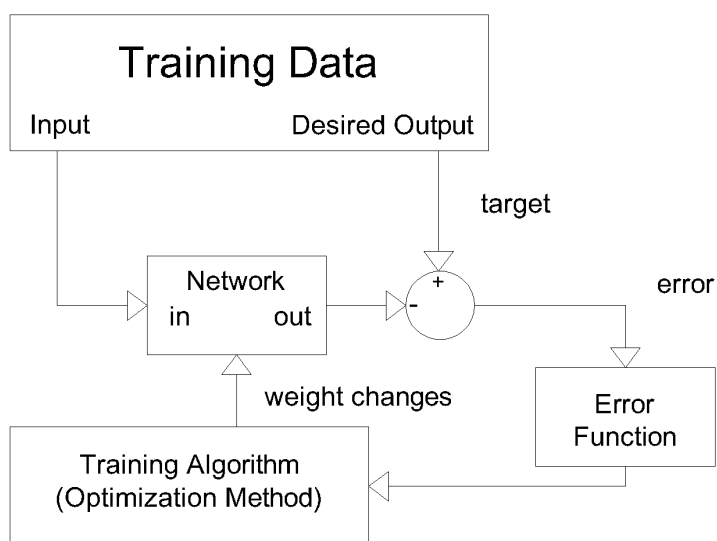 Training Data
Input
Desired Output
target
Network
in
out
+
-
error
weight changes
Error
Function
Training Algorithm
(Optimization Method)